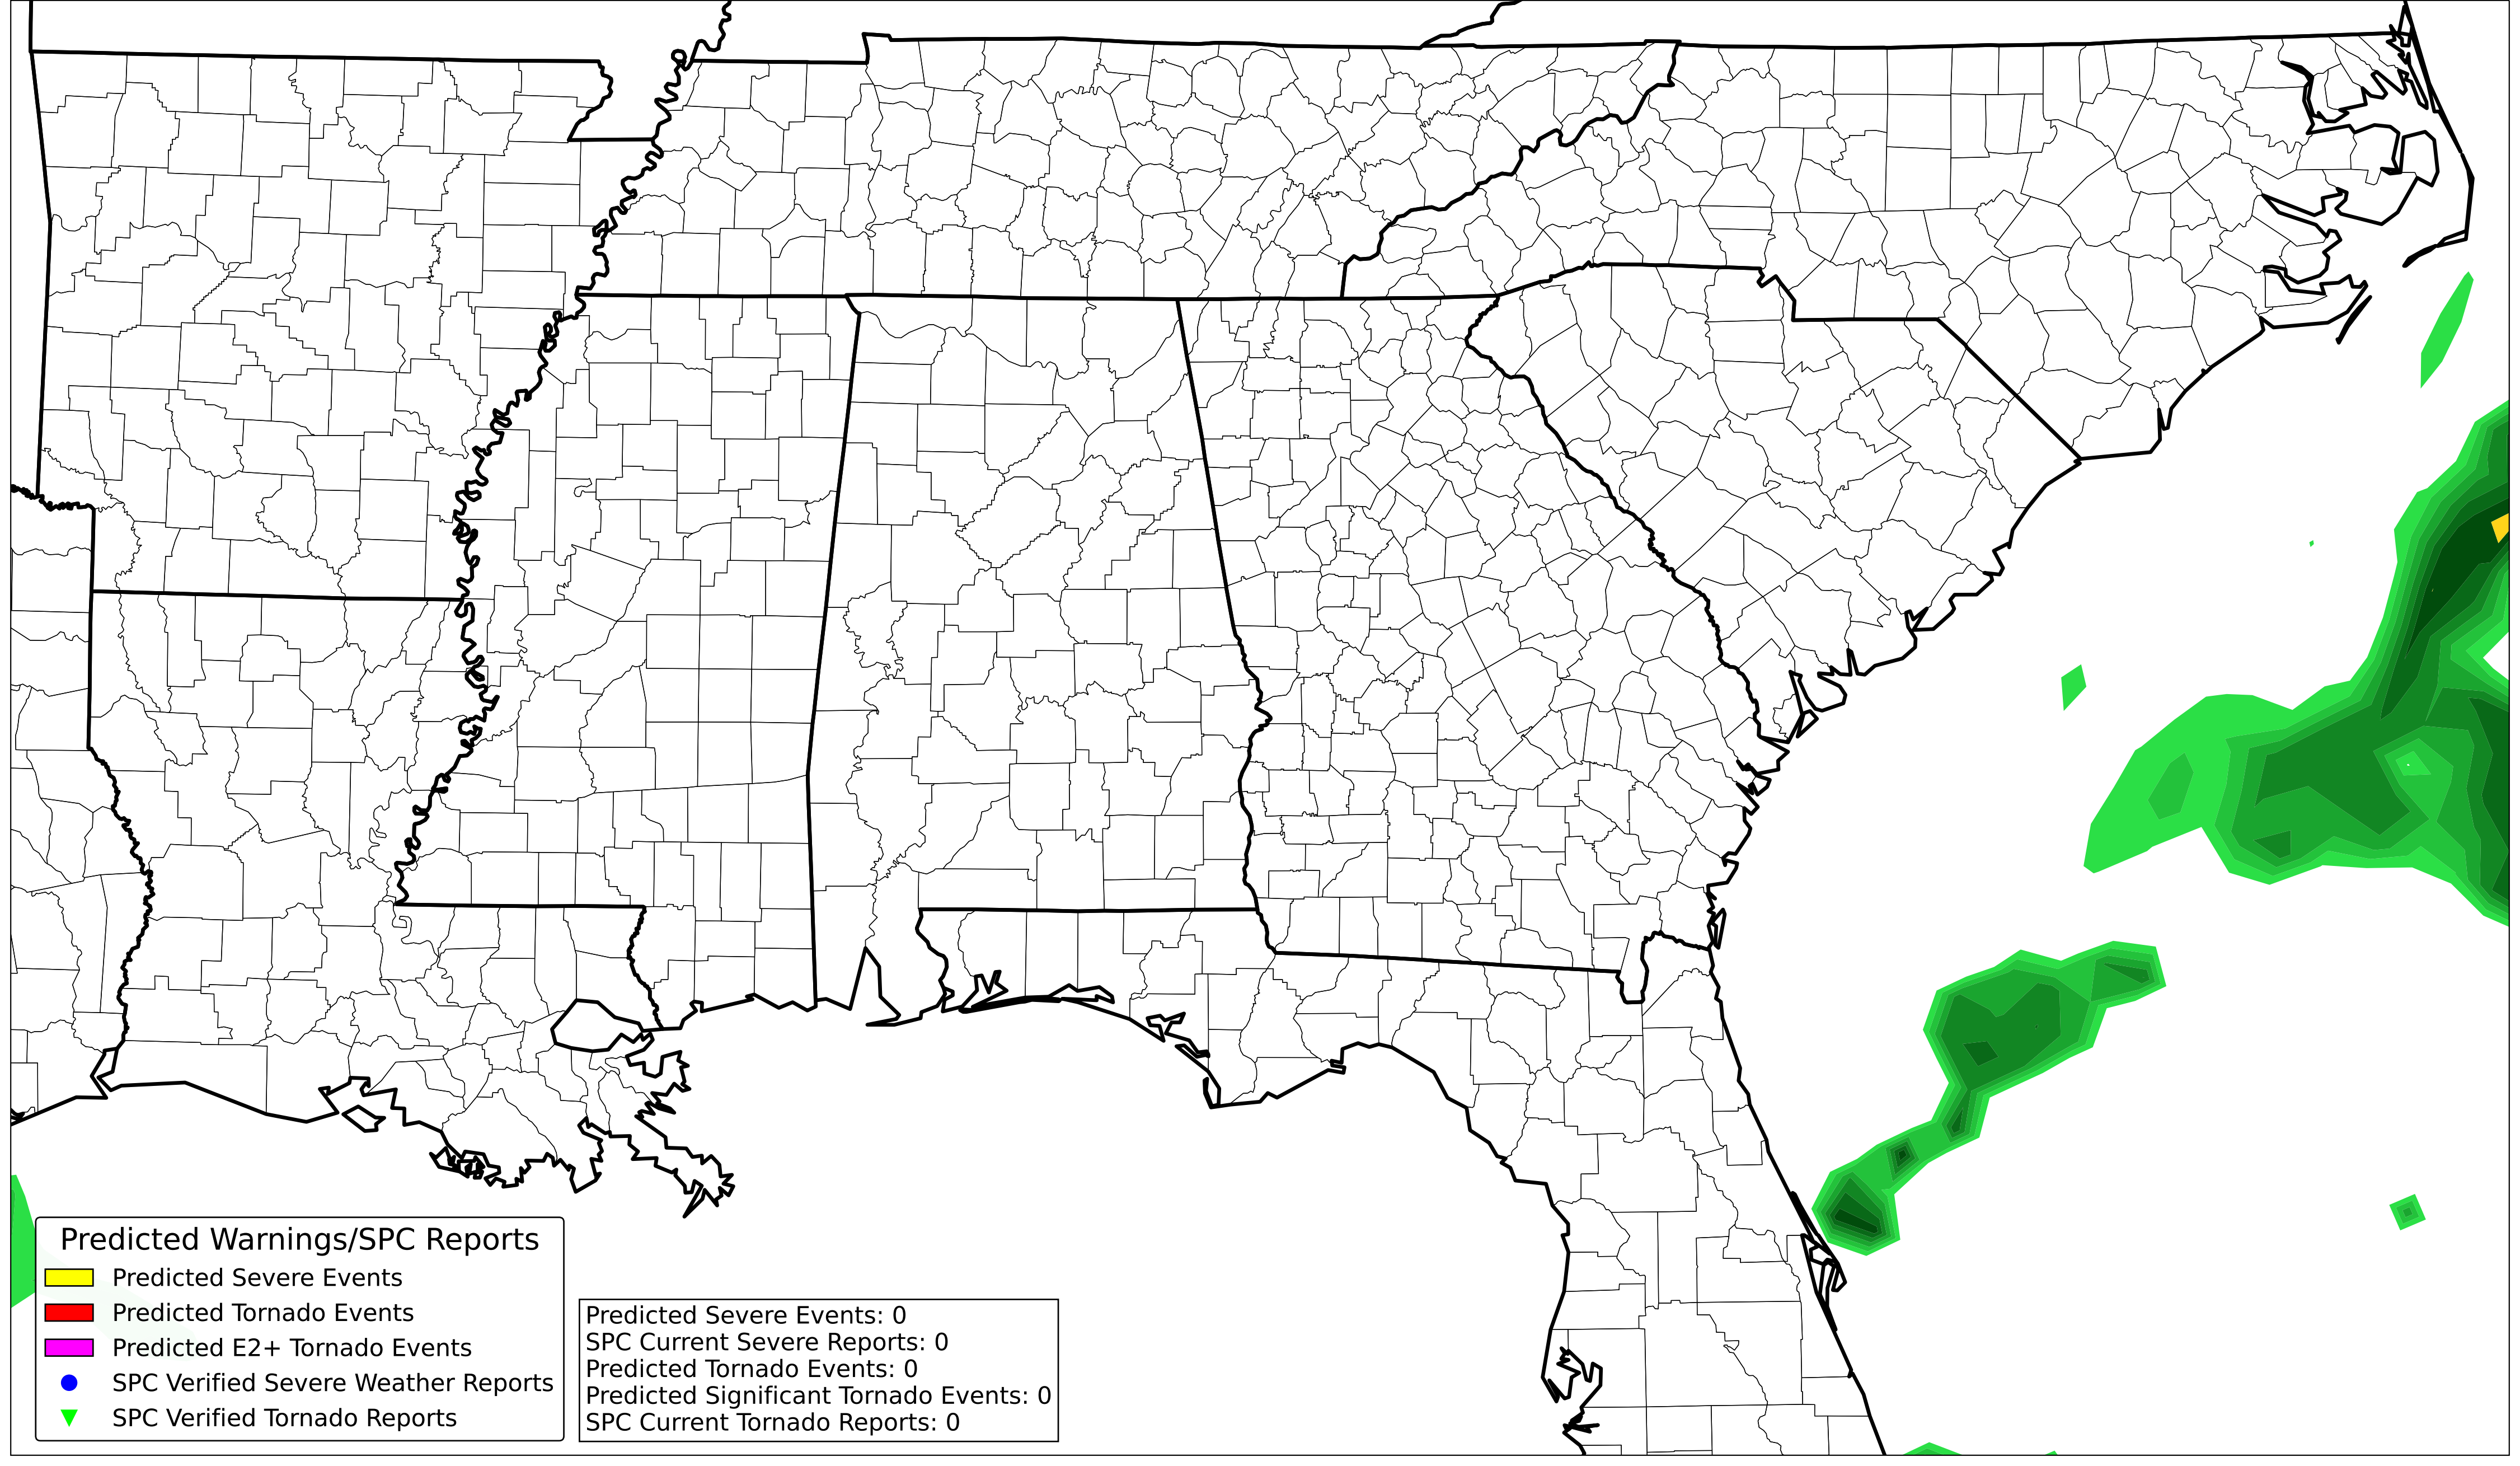 Predicted Warnings/SPC Reports
Predicted Severe Events
Predicted Tornado Events
Predicted E2+ Tornado Events
SPC Verified Severe Weather Reports
SPC Verified Tornado Reports
Predicted Severe Events: 0
SPC Current Severe Reports: 0
Predicted Tornado Events: 0
Predicted Significant Tornado Events: 0
SPC Current Tornado Reports: 0